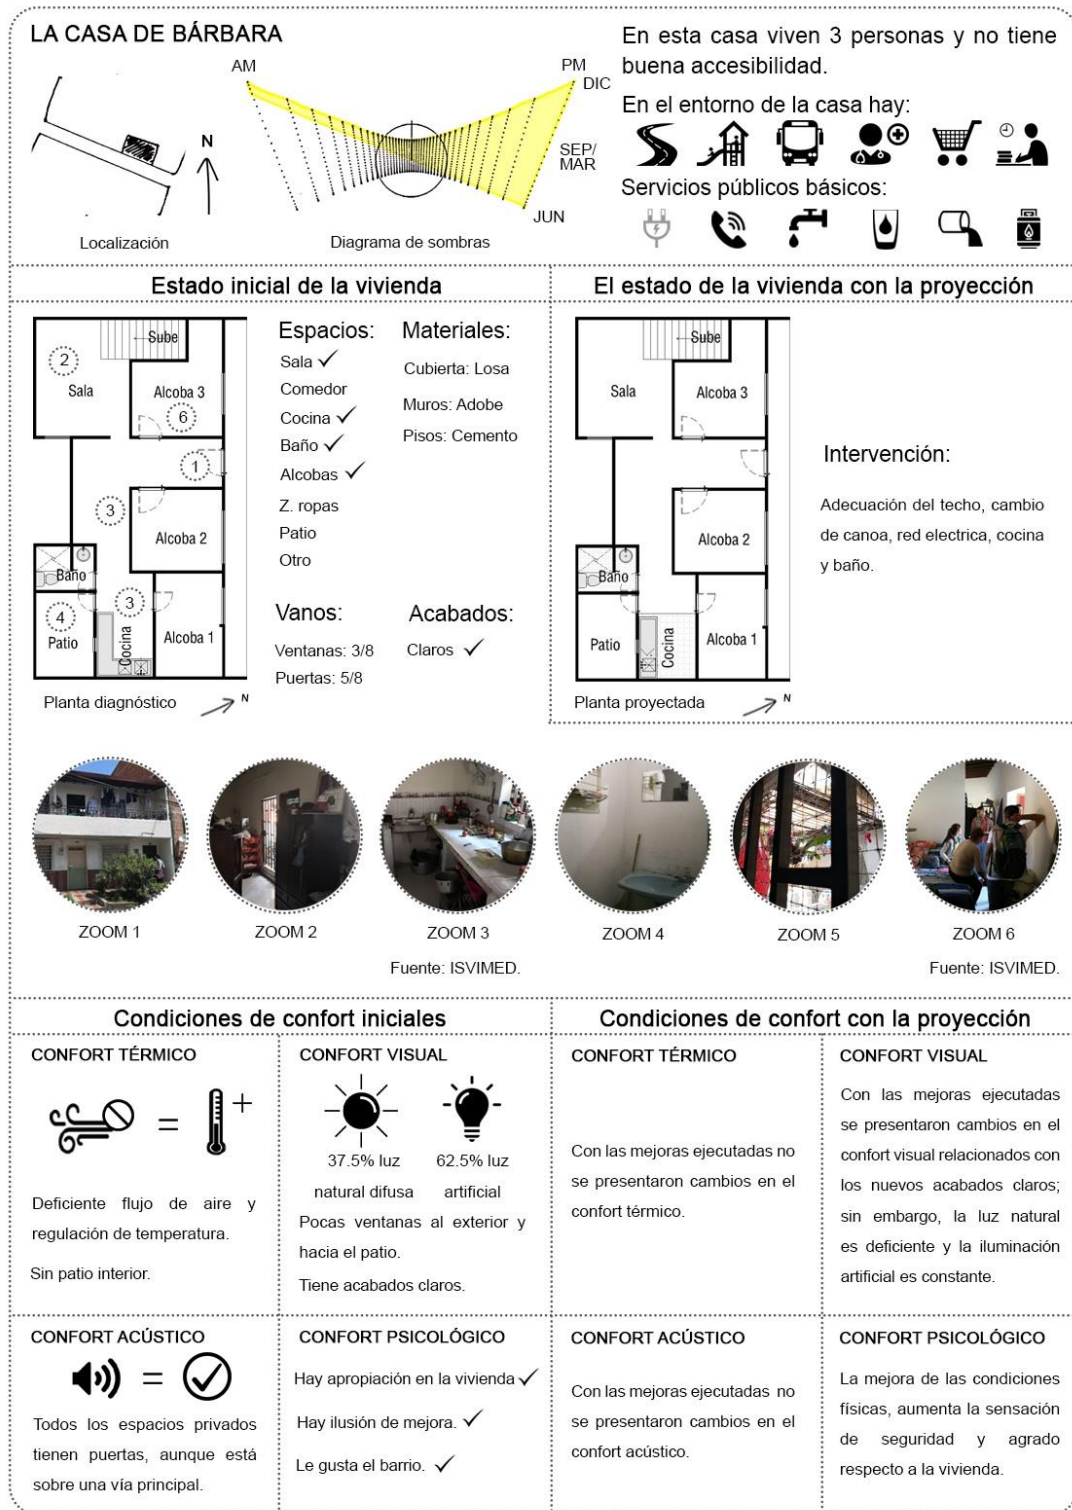 LA CASA DE BÁRBARA
AM
PM
DIC
SEP/
MAR
JUN
N
Localización
Diagrama de sombras
En esta casa viven 3 personas y no tiene
buena accesibilidad.
En el entorno de la casa hay:
Servicios públicos básicos:
Estado inicial de la vivienda
Sube
2
Sala
Alcoba 3
6
1
3
Alcoba 2
Baño
3
4
Patio
Cocina
Alcoba 1
Planta diagnóstico
N
Espacios:
Sala ✓
Comedor
Cocina ✓
Baño ✓
Alcobas ✓
Z. ropas
Patio
Otro
Materiales:
Cubierta: Losa
Muros: Adobe
Pisos: Cemento
Vanos:
Ventanas: 3/8
Puertas: 5/8
Acabados:
Claros ✓
El estado de la vivienda con la proyección
Sube
Sala
Alcoba 3
Alcoba 2
Baño
Patio
Cocina
Alcoba 1
Planta proyectada
N
Intervención:
Adecuación del techo, cambio
de canoa, red electrica, cocina
y baño.
ZOOM 1
ZOOM 2
ZOOM 3
ZOOM 4
ZOOM 5
ZOOM 6
Fuente: ISVIMED.
Fuente: ISVIMED.
Condiciones de confort iniciales
CONFORT TÉRMICO
= +
Deficiente flujo de aire y
regulación de temperatura.
Sin patio interior.
CONFORT VISUAL
37.5% luz
natural difusa
62.5% luz
artificial
Pocas ventanas al exterior y
hacia el patio.
Tiene acabados claros.
CONFORT ACÚSTICO
=
Todos los espacios privados
tienen puertas, aunque está
sobre una vía principal.
CONFORT PSICOLÓGICO
Hay apropiación en la vivienda ✓
Hay ilusión de mejora. ✓
Le gusta el barrio. ✓
Condiciones de confort con la proyección
CONFORT TÉRMICO
Con las mejoras ejecutadas no
se presentaron cambios en el
confort térmico.
CONFORT VISUAL
Con las mejoras ejecutadas
se presentaron cambios en el
confort visual relacionados con
los nuevos acabados claros;
sin embargo, la luz natural
es deficiente y la iluminación
artificial es constante.
CONFORT ACÚSTICO
Con las mejoras ejecutadas no
se presentaron cambios en el
confort acústico.
CONFORT PSICOLÓGICO
La mejora de las condiciones
físicas, aumenta la sensación
de seguridad y agrado
respecto a la vivienda.